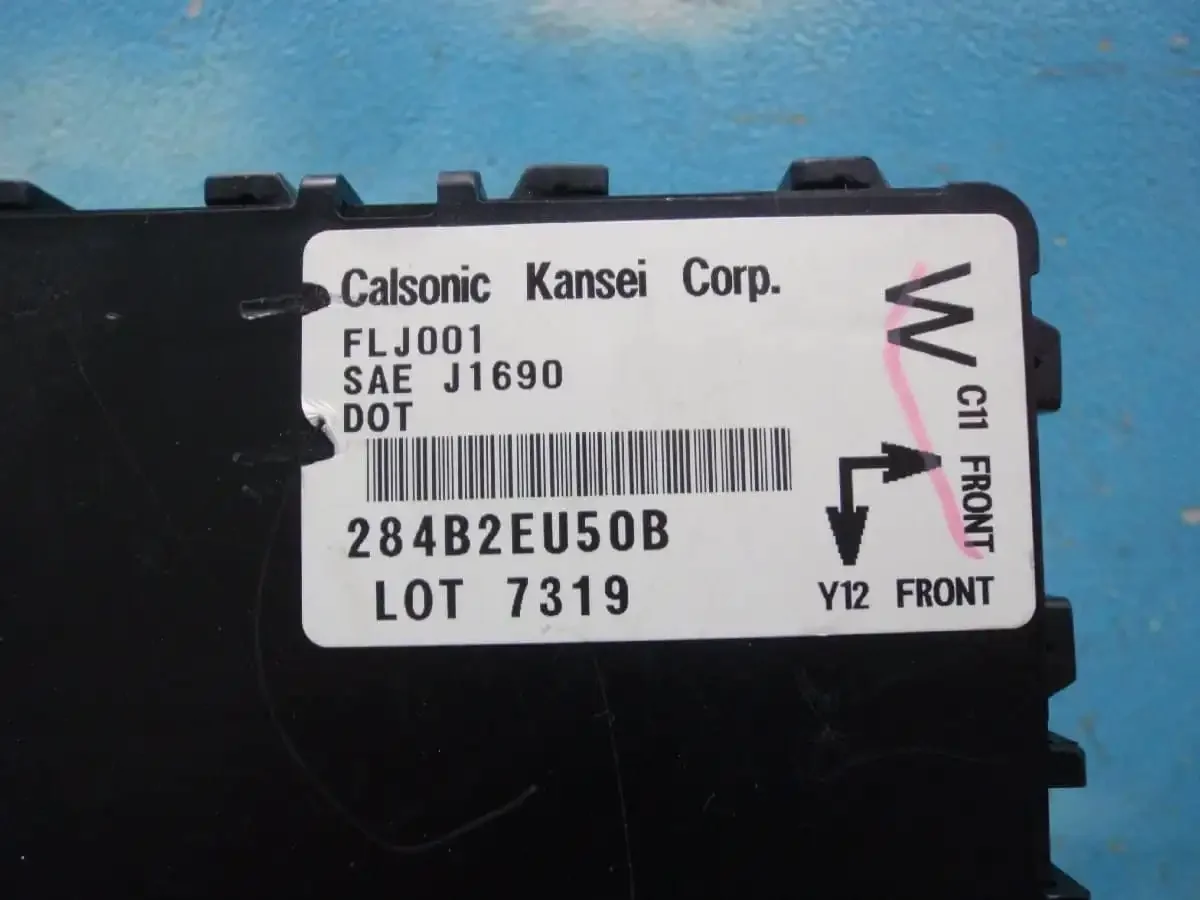 Calsonic Kansei Corp.
FLJ001
SAE J1690
DOT
284B2EU50B
LOT 7319
W
C11 FRONT
Y12 FRONT